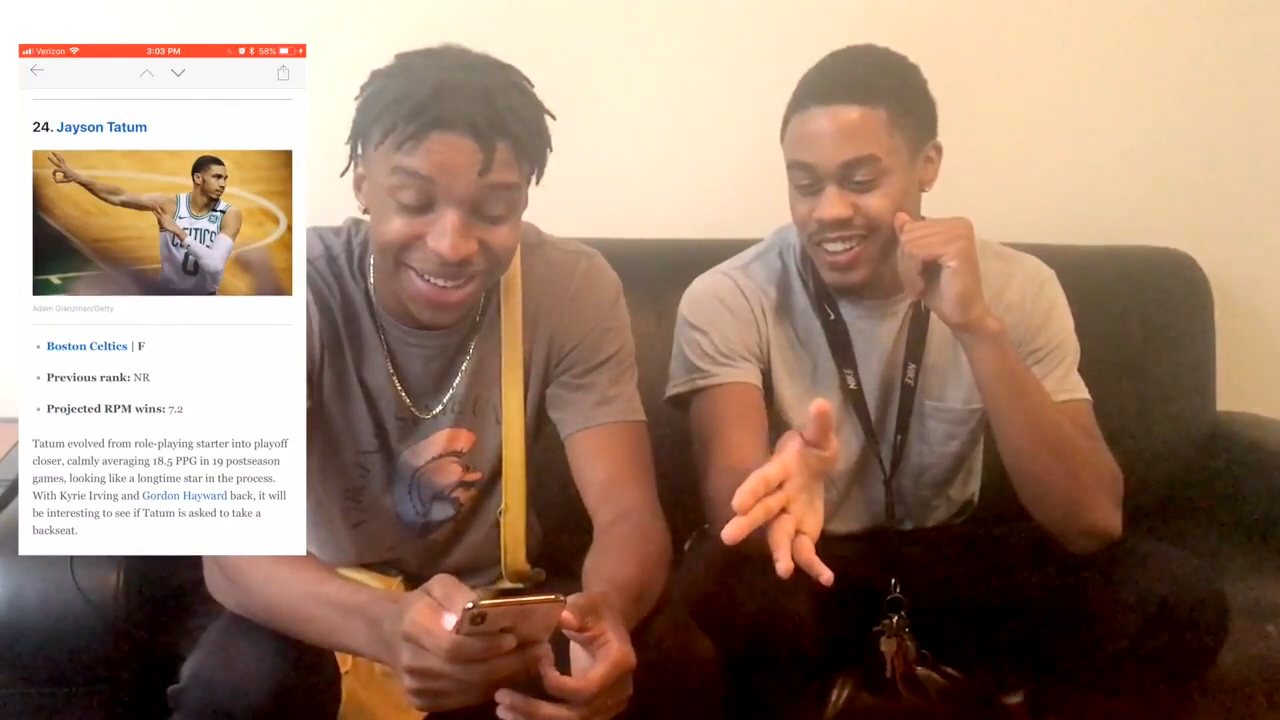 Verizon 3:03 PM 58%
24. Jayson Tatum
CELTICS
0
Adam Glanzman/Getty
Boston Celtics | F
Previous rank: NR
Projected RPM wins: 7.2
Tatum evolved from role-playing starter into playoff
closer, calmly averaging 18.5 PPG in 19 postseason
games, looking like a longtime star in the process.
With Kyrie Irving and Gordon Hayward back, it will
be interesting to see if Tatum is asked to take a
backseat.
NIKE
NIKE